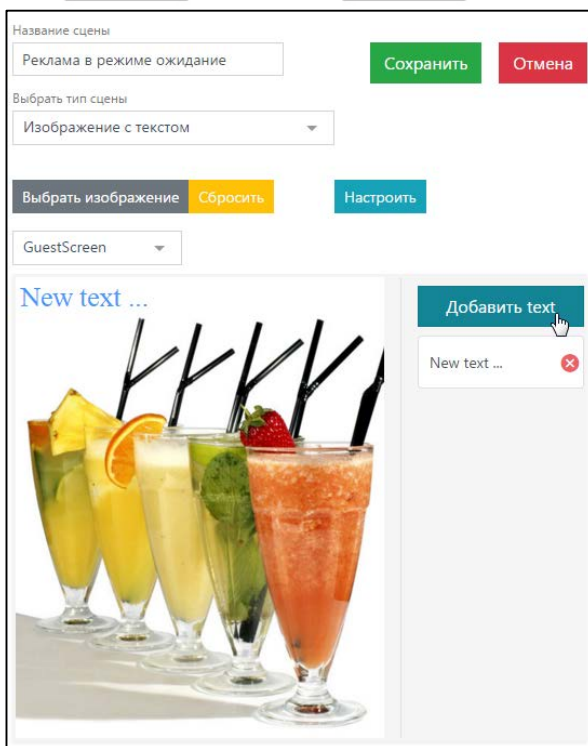 Название сцены
Реклама в режиме ожидание
Сохранить
Отмена
Выбрать тип сцены
Изображение с текстом
Выбрать изображение
Сбросить
Настроить
GuestScreen
New text ...
Добавить text
New text ...